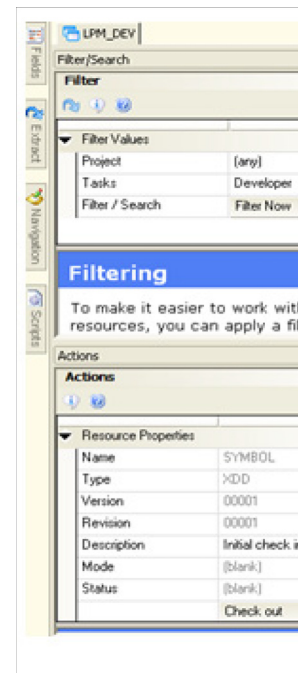 LPM_DEV
Fields
Extract
Navigation
Scripts
Filter/Search
Filter
Filter Values
Project (any)
Tasks Developer
Filter / Search Filter Now
Filtering
To make it easier to work with
resources, you can apply a fil
Actions
Actions
Resource Properties
Name SYMBOL
Type XDD
Version 00001
Revision 00001
Description Initial check i
Mode (blank)
Status (blank)
Check out